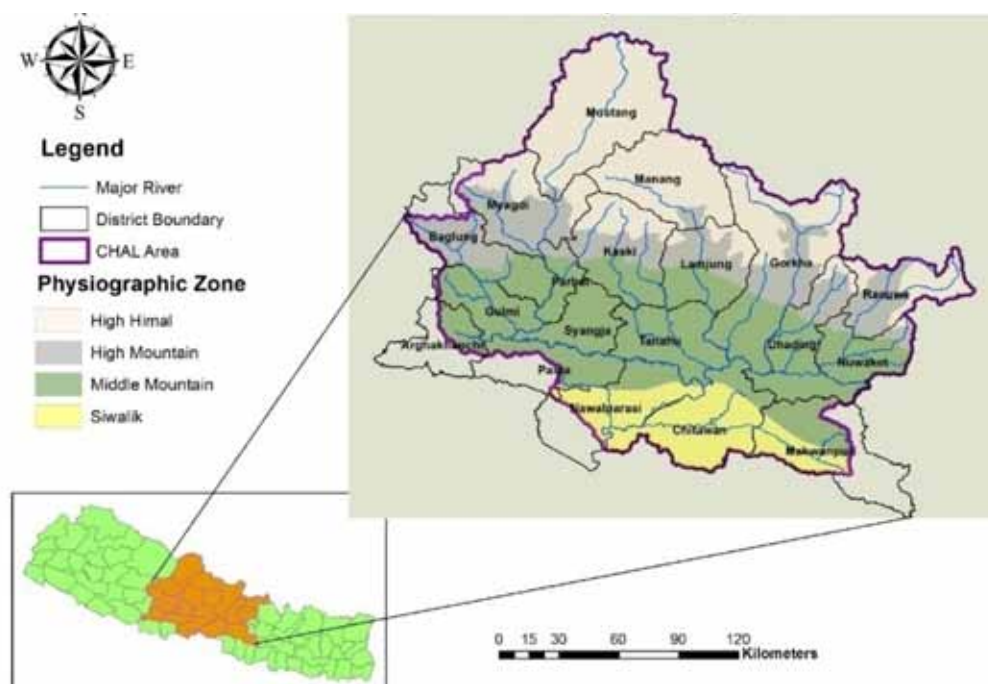 N
W
E
S
Legend
Major River
District Boundary
CHAL Area
Physiographic Zone
High Himal
High Mountain
Middle Mountain
Siwalik
Mostang
Manang
Myagdi
Baglung
Kaski
Lamjung
Gorkha
Rasuwa
Parbat
Gulmi
Syangja
Tanahu
Dhading
Nuwakot
Arghakhanchi
Palpa
Nawalparasi
Chitawan
Makwanpur
0 15 30 60 90 120
Kilometers